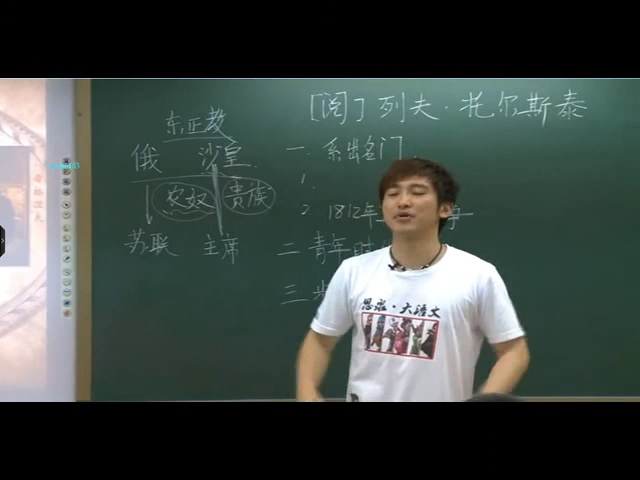 东正教
俄 沙皇
农奴 贵族
苏联 主席
[阅] 列夫·托尔斯泰
一. 系出名门
1.
2. 1812年
二 青年时
三
思泉·大语文